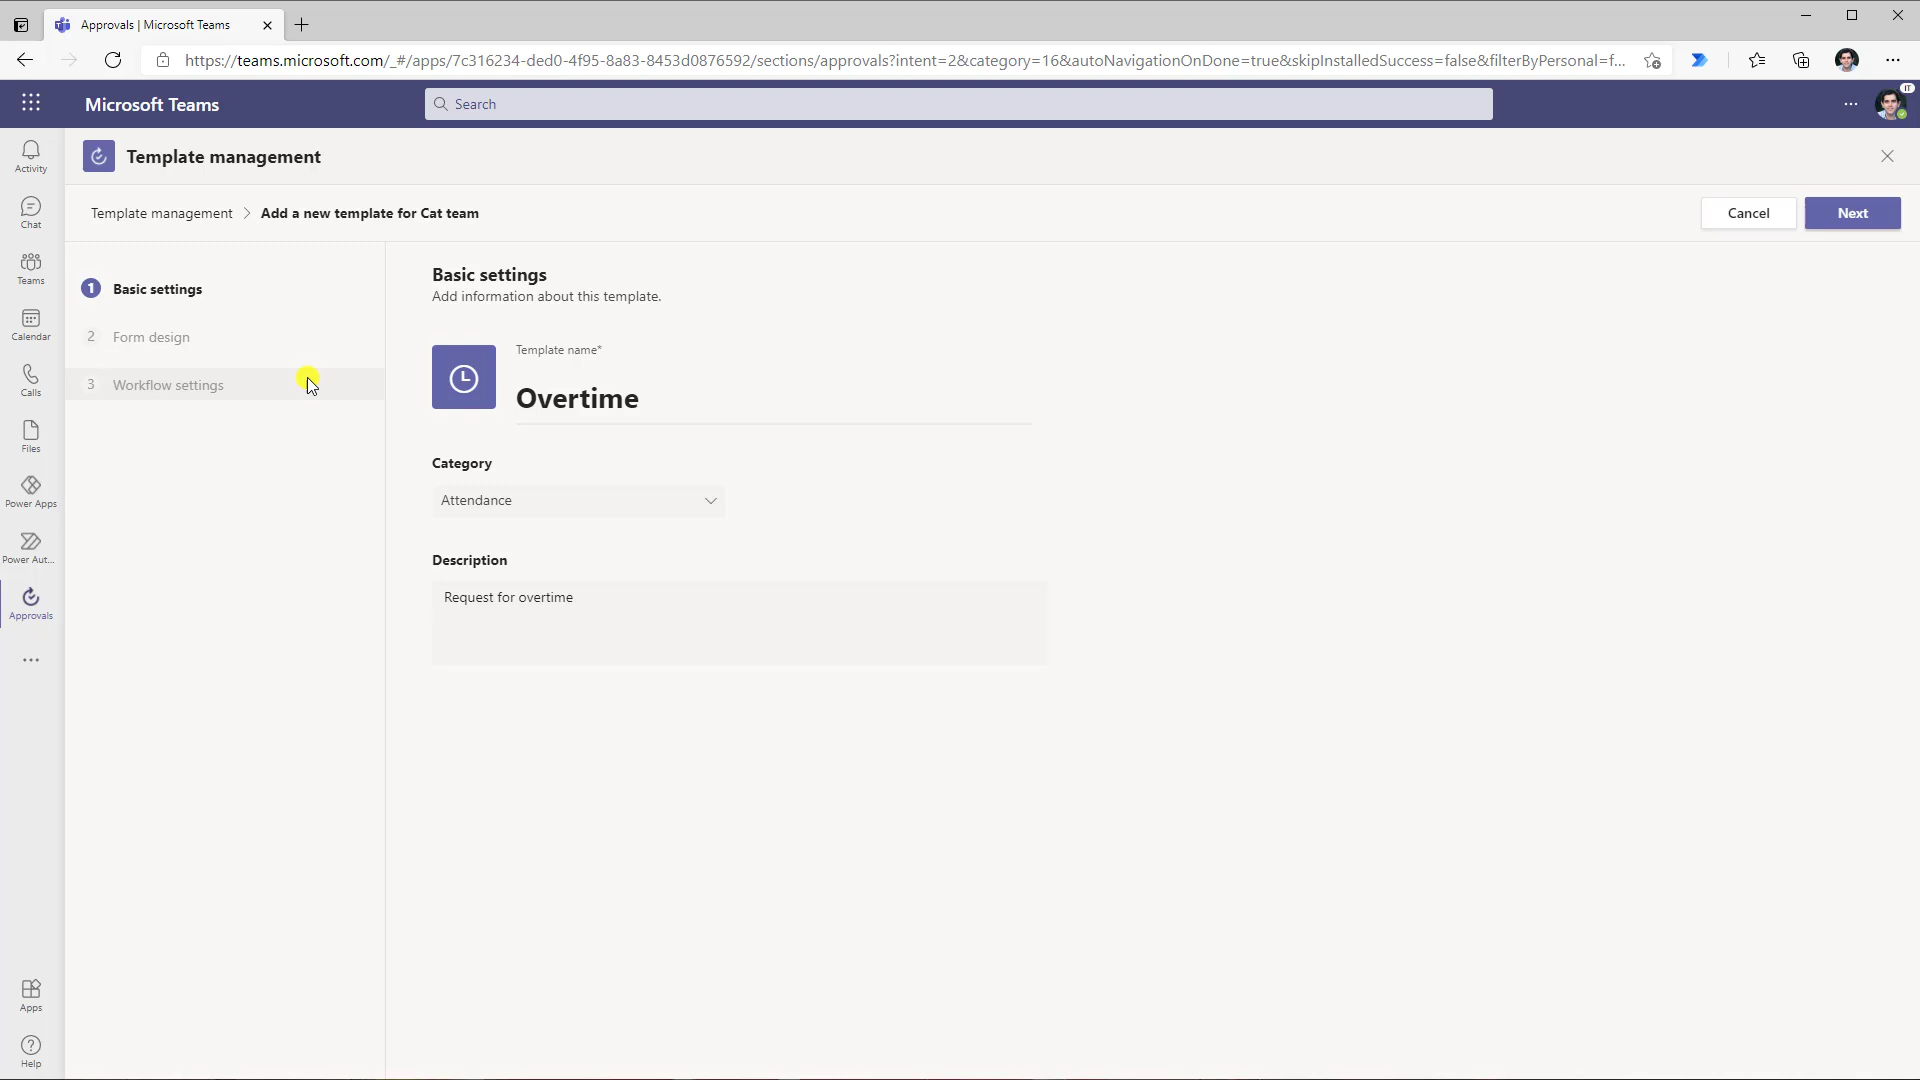 Approvals | Microsoft Teams
https://teams.microsoft.com/_#/apps/7c316234-ded0-4f95-8a83-8453d0876592/sections/approvals?intent=2&category=16&autoNavigationOnDone=true&skipInstalledSuccess=false&filterByPersonal=f...
Microsoft Teams
Search
IT
Activity
Chat
Teams
Calendar
Calls
Files
Power Apps
Power Aut...
Approvals
Apps
Help
Template management
Template management > Add a new template for Cat team
Cancel
Next
1 Basic settings
2 Form design
3 Workflow settings
Basic settings
Add information about this template.
Template name*
Overtime
Category
Attendance
Description
Request for overtime